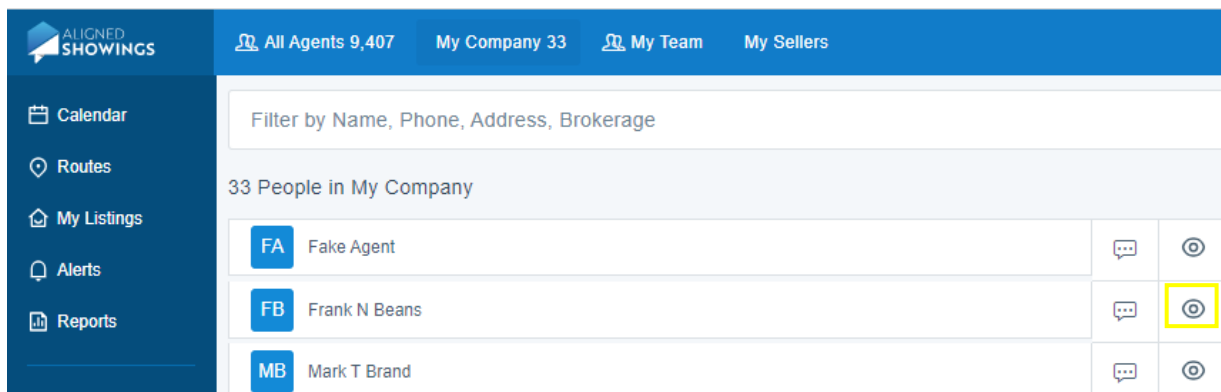 ALIGNED
SHOWINGS
All Agents 9,407
My Company 33
My Team
My Sellers
Calendar
Routes
My Listings
Alerts
Reports
Filter by Name, Phone, Address, Brokerage
33 People in My Company
FA Fake Agent
FB Frank N Beans
MB Mark T Brand